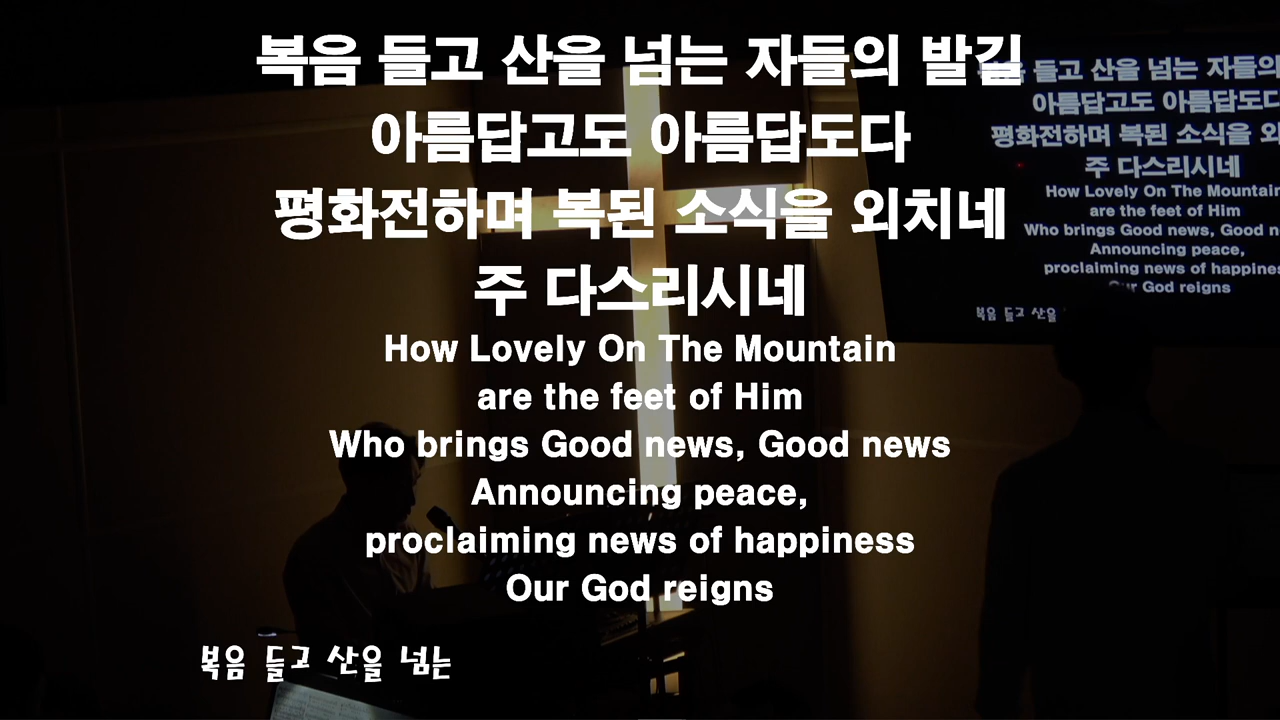 복음 들고 산을 넘는 자들의 발길
아름답고도 아름답도다
평화전하며 복된 소식을 외치네
주 다스리시네
How Lovely On The Mountain
are the feet of Him
Who brings Good news, Good news
Announcing peace,
proclaiming news of happiness
Our God reigns
복음 들고 산을 넘는
들고 산을 넘는 자들의
아름답고도 아름답도다
평화전하며 복된 소식을
주 다스리시네
How Lovely On The Mountain
are the feet of Him
Who brings Good news, Good
Announcing peace,
proclaiming news of
Our God reigns
복음 들고 산을